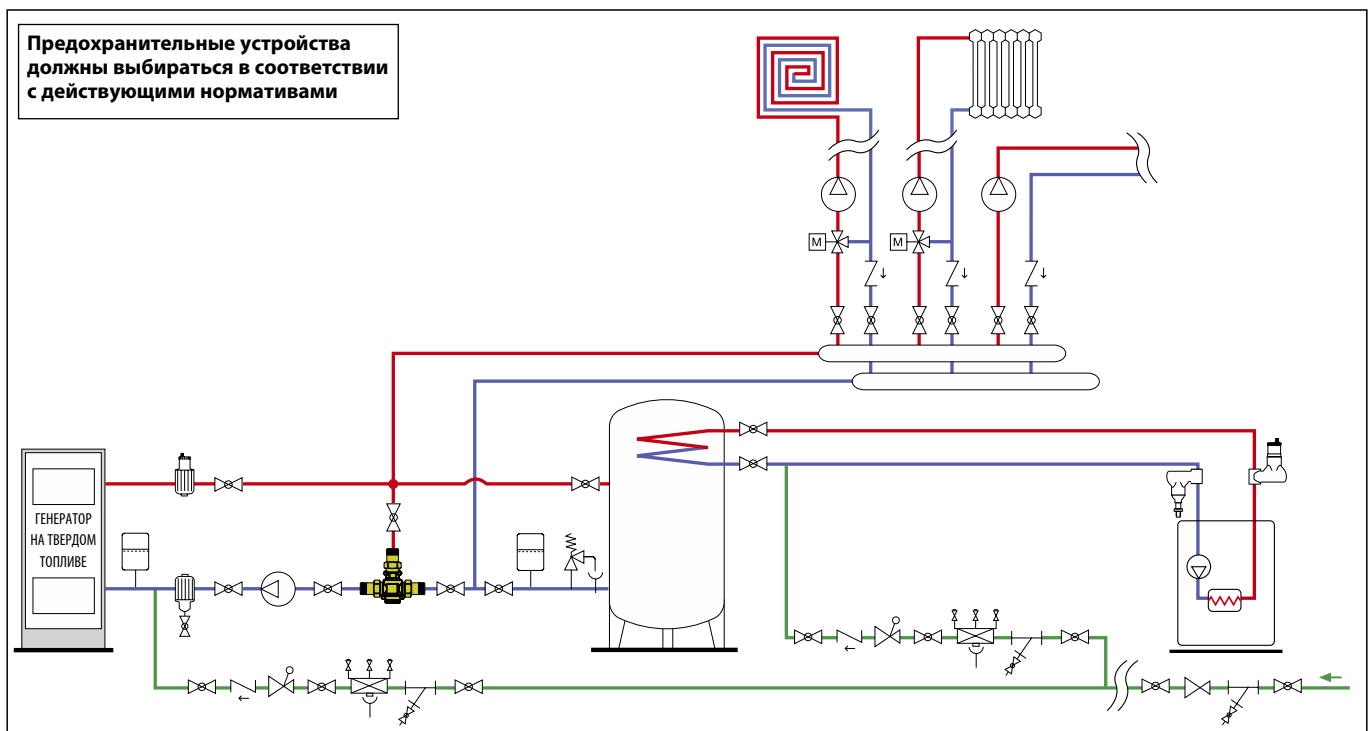 Предохранительные устройства
должны выбираться в соответствии
с действующими нормативами
M
M
ГЕНЕРАТОР
НА ТВЕРДОМ
ТОПЛИВЕ